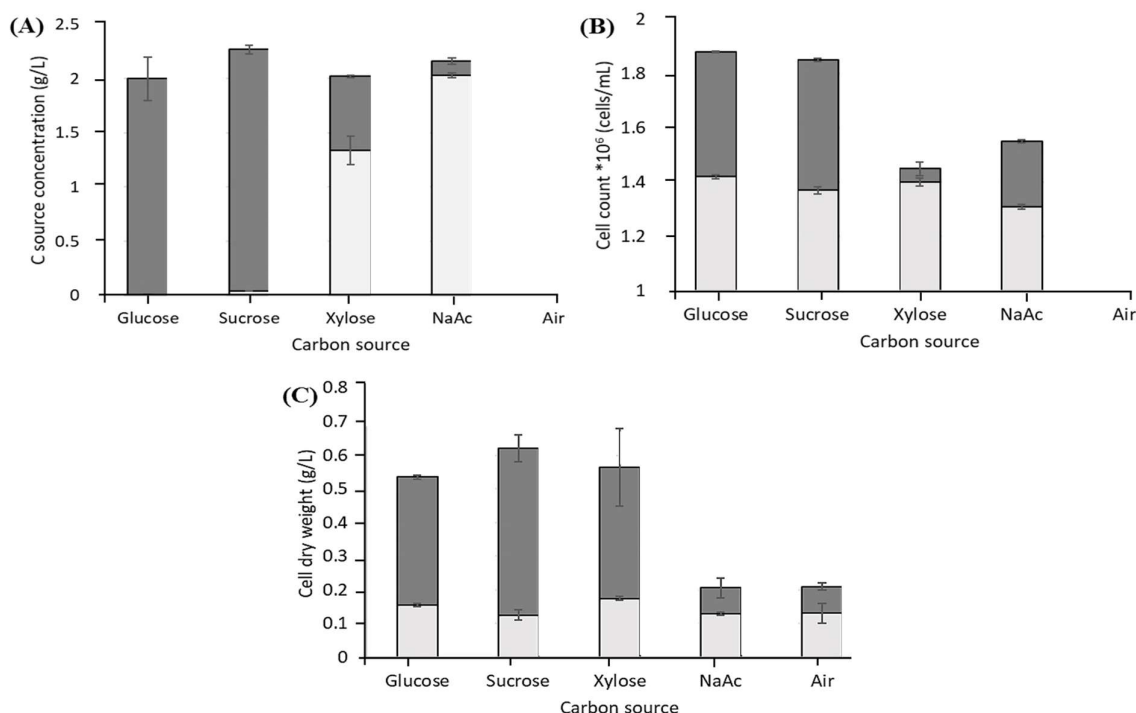 (A)
C source concentration (g/L)
2.5
2
1.5
1
0.5
0
Glucose Sucrose Xylose NaAc Air
Carbon source
(B)
Cell count *10⁶ (cells/mL)
2
1.8
1.6
1.4
1.2
1
Glucose Sucrose Xylose NaAc Air
Carbon source
(C)
Cell dry weight (g/L)
0.8
0.7
0.6
0.5
0.4
0.3
0.2
0.1
0
Glucose Sucrose Xylose NaAc Air
Carbon source